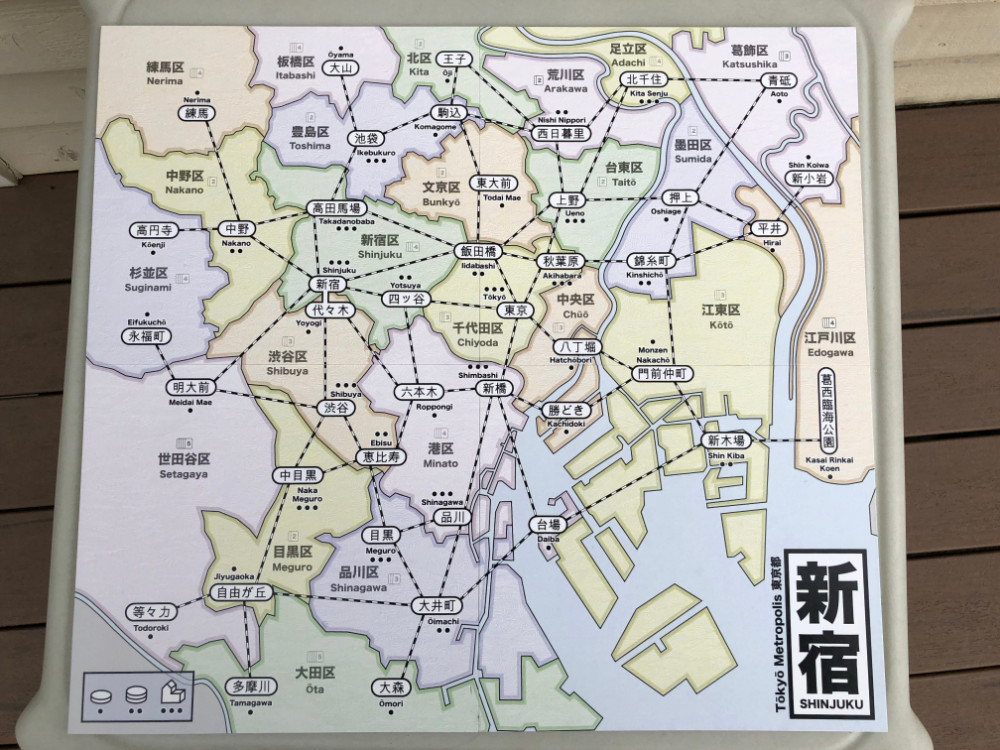 練馬区
Nerima
4
Nerima
練馬
板橋区
Itabashi
4
Ōyama
大山
北区
Kita
王子
Ōji
荒川区
Arakawa
2
足立区
Adachi
4
北千住
Kita Senju
葛飾区
Katsushika
青砥
Aoto
豊島区
Toshima
2
駒込
Komagome
池袋
Ikebukuro
Nishi Nippori
西日暮里
墨田区
Sumida
2
中野区
Nakano
2
文京区
Bunkyō
2
東大前
Todai Mae
台東区
Taitō
2
Shin Koiwa
新小岩
高田馬場
Takadanobaba
上野
Ueno
押上
Oshiage
平井
Hirai
高円寺
Kōenji
中野
Nakano
新宿区
Shinjuku
4
飯田橋
Iidabashi
秋葉原
Akihabara
錦糸町
Kinshichō
杉並区
Suginami
4
Shinjuku
新宿
代々木
Yoyogi
Yotsuya
四ッ谷
Tōkyō
東京
中央区
Chūō
3
江東区
Kōtō
3
江戸川区
Edogawa
4
Eifukuchō
永福町
千代田区
Chiyoda
5
八丁堀
Hatchōbori
Monzen
Nakachō
門前仲町
渋谷区
Shibuya
3
明大前
Meidai Mae
Shibuya
渋谷
六本木
Roppongi
Shimbashi
新橋
勝どき
Kachidoki
葛西臨海公園
Kasai Rinkai
Koen
新木場
Shin Kiba
世田谷区
Setagaya
5
Ebisu
恵比寿
港区
Minato
4
中目黒
Naka
Meguro
Shinagawa
品川
台場
Daiba
目黒区
Meguro
2
目黒
Meguro
品川区
Shinagawa
3
Jiyugaoka
自由が丘
等々力
Todoroki
大井町
Ōimachi
大田区
Ōta
5
多摩川
Tamagawa
大森
Ōmori
Tōkyō Metropolis 東京都
新宿
SHINJUKU